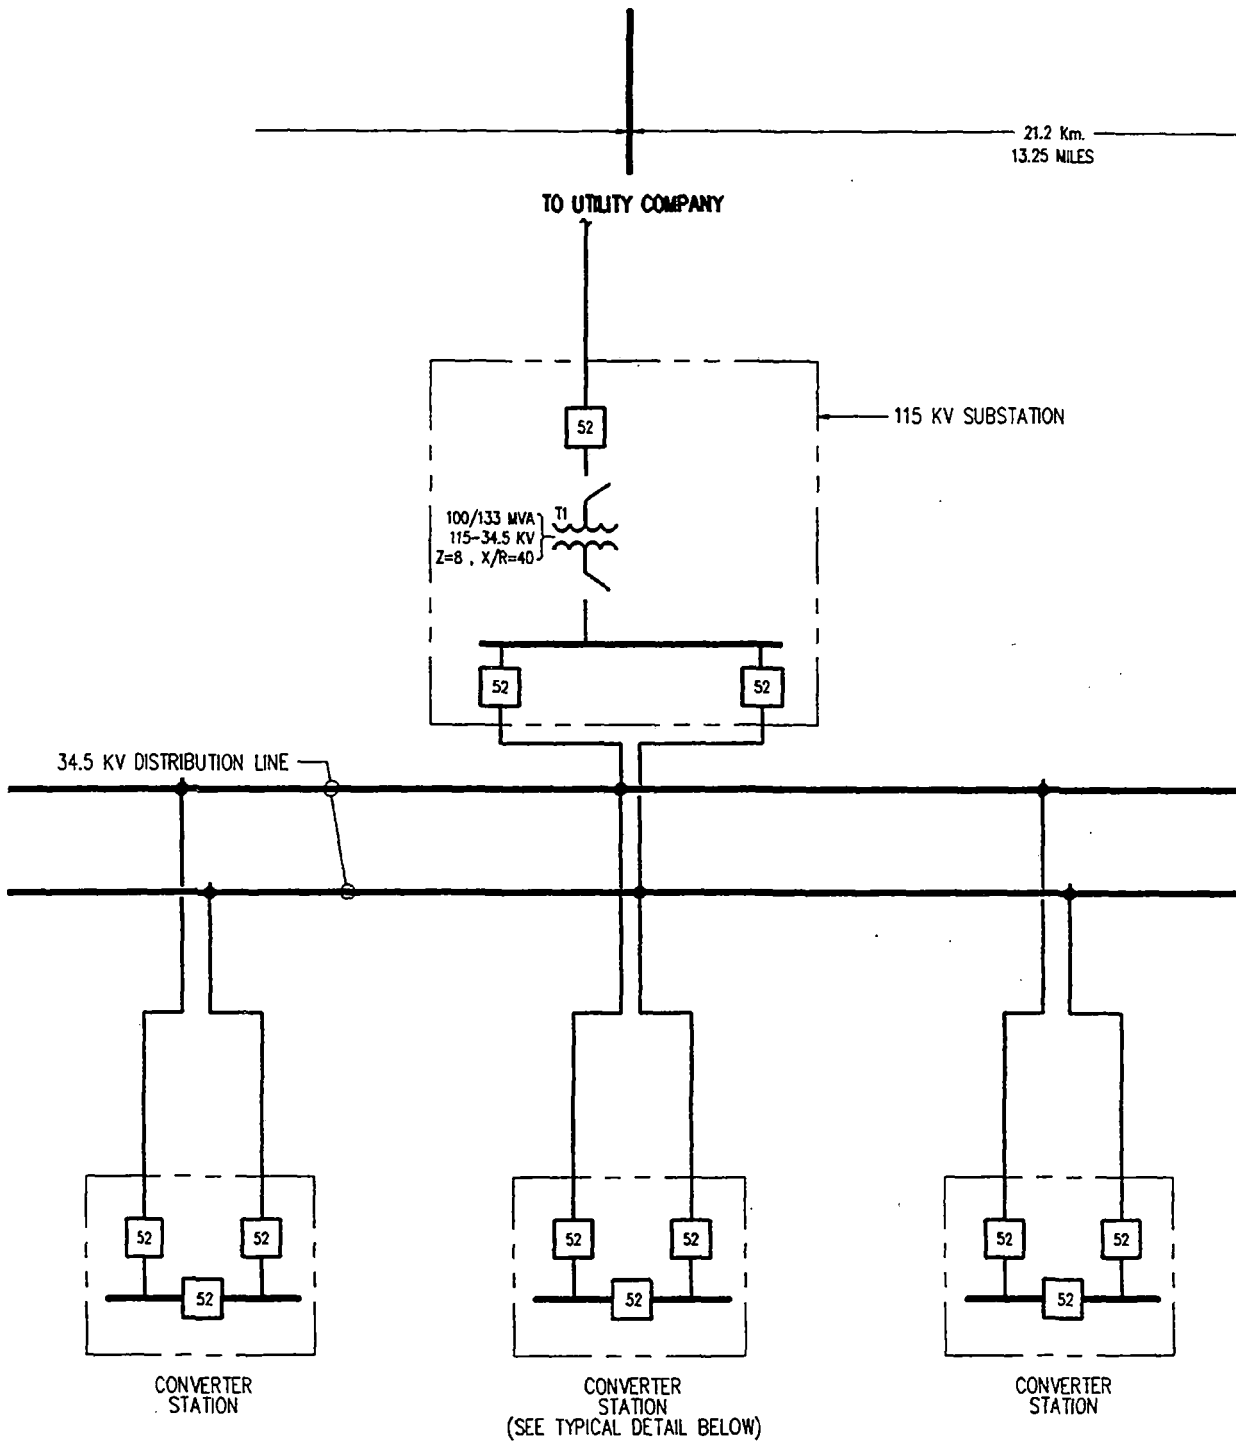 21.2 Km.
13.25 MILES
TO UTILITY COMPANY
115 KV SUBSTATION
52
T1
100/133 MVA
115-34.5 KV
Z=8 , X/R=40
52
52
34.5 KV DISTRIBUTION LINE
52
52
52
52
52
52
52
52
52
CONVERTER
STATION
CONVERTER
STATION
(SEE TYPICAL DETAIL BELOW)
CONVERTER
STATION